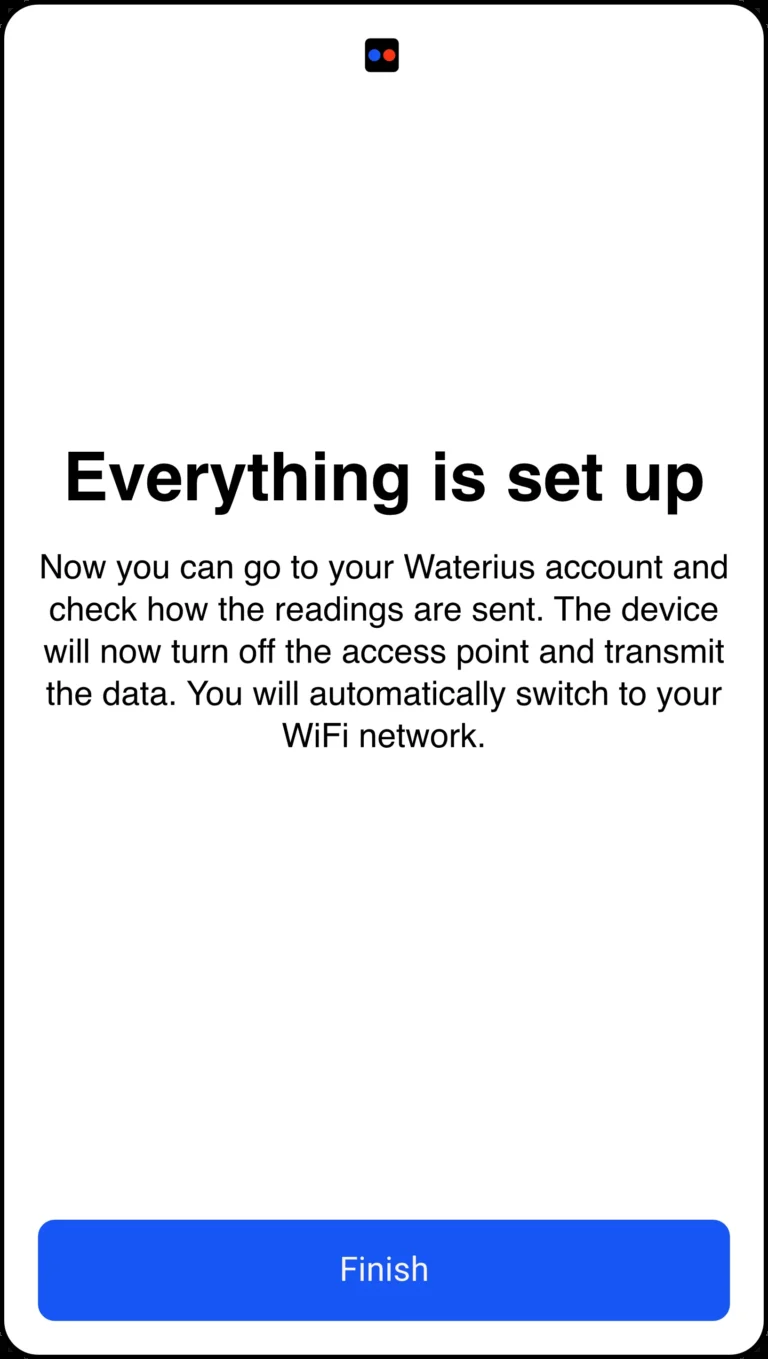 Everything is set up
Now you can go to your Waterius account and
check how the readings are sent. The device
will now turn off the access point and transmit
the data. You will automatically switch to your
WiFi network.
Finish